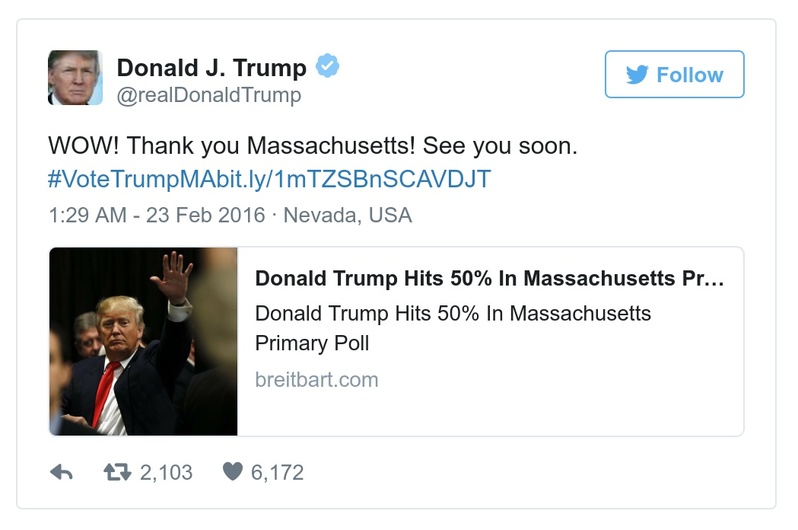 Donald J. Trump
@realDonaldTrump
Follow
WOW! Thank you Massachusetts! See you soon.
#VoteTrumpMAbit.ly/1mTZSBnSCAVDJT
1:29 AM - 23 Feb 2016 · Nevada, USA
Donald Trump Hits 50% In Massachusetts Pr…
Donald Trump Hits 50% In Massachusetts
Primary Poll
breitbart.com
2,103 6,172